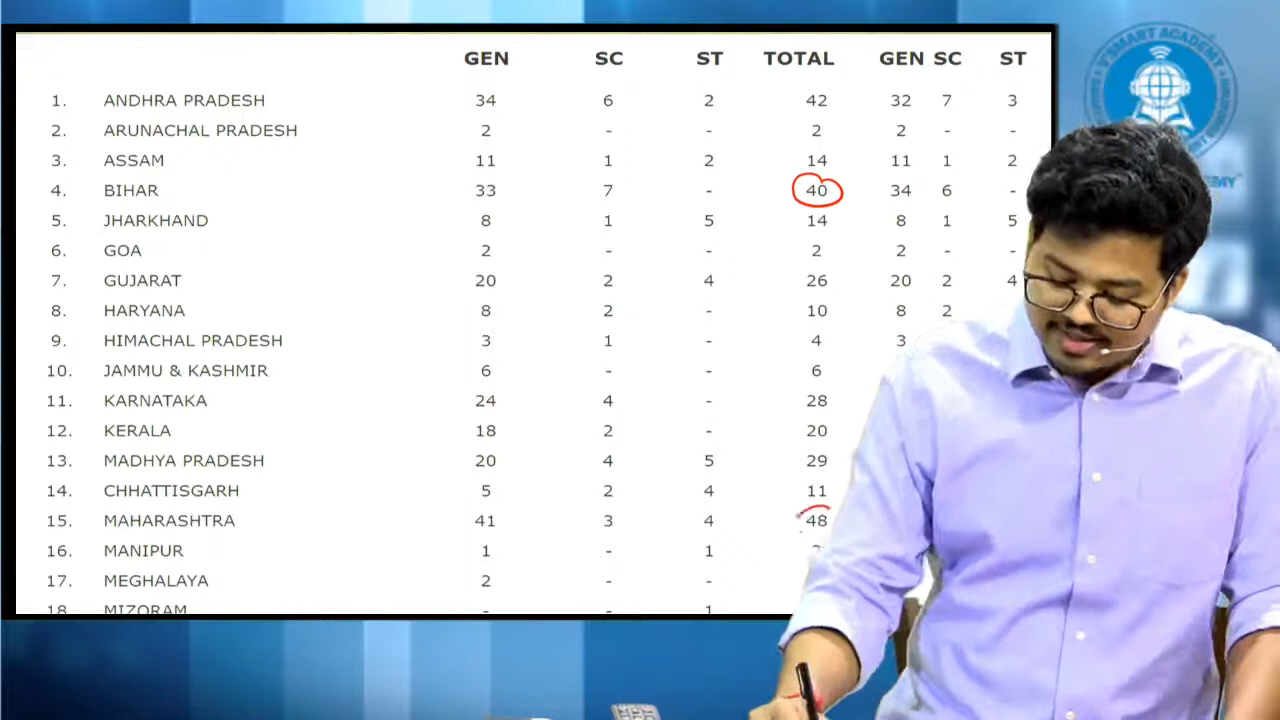 GEN SC ST TOTAL GEN SC ST
1. ANDHRA PRADESH 34 6 2 42 32 7 3
2. ARUNACHAL PRADESH 2 - - 2 2 - -
3. ASSAM 11 1 2 14 11 1 2
4. BIHAR 33 7 - 40 34 6 -
5. JHARKHAND 8 1 5 14 8 1 5
6. GOA 2 - - 2 2 - -
7. GUJARAT 20 2 4 26 20 2 4
8. HARYANA 8 2 - 10 8 2
9. HIMACHAL PRADESH 3 1 - 4 3
10. JAMMU & KASHMIR 6 - - 6
11. KARNATAKA 24 4 - 28
12. KERALA 18 2 - 20
13. MADHYA PRADESH 20 4 5 29
14. CHHATTISGARH 5 2 4 11
15. MAHARASHTRA 41 3 4 48
16. MANIPUR 1 - 1
17. MEGHALAYA 2 - -
18. MIZORAM - - 1
V'SMART ACADEMY